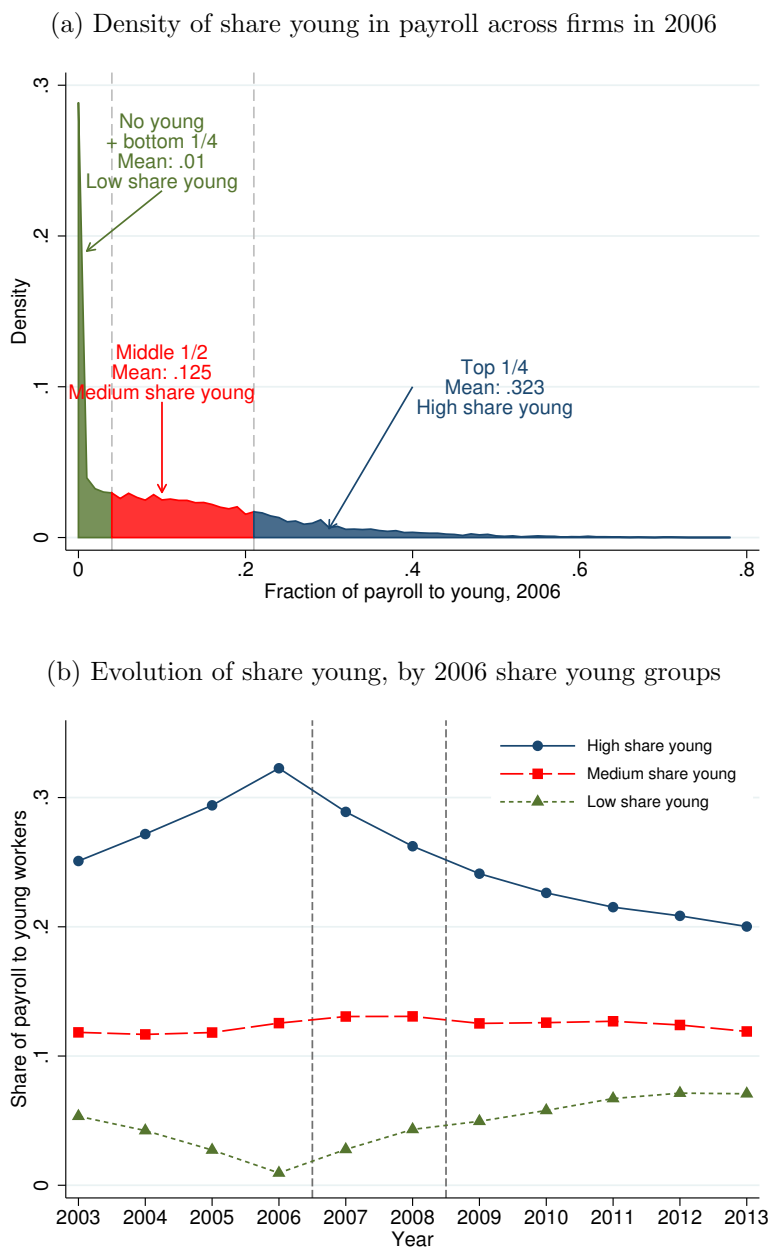 (a) Density of share young in payroll across firms in 2006
.3
.2
.1
0
Density
No young
+ bottom 1/4
Mean: .01
Low share young
Middle 1/2
Mean: .125
Medium share young
Top 1/4
Mean: .323
High share young
0 .2 .4 .6 .8
Fraction of payroll to young, 2006
(b) Evolution of share young, by 2006 share young groups
.3
.2
.1
0
Share of payroll to young workers
High share young
Medium share young
Low share young
2003 2004 2005 2006 2007 2008 2009 2010 2011 2012 2013
Year